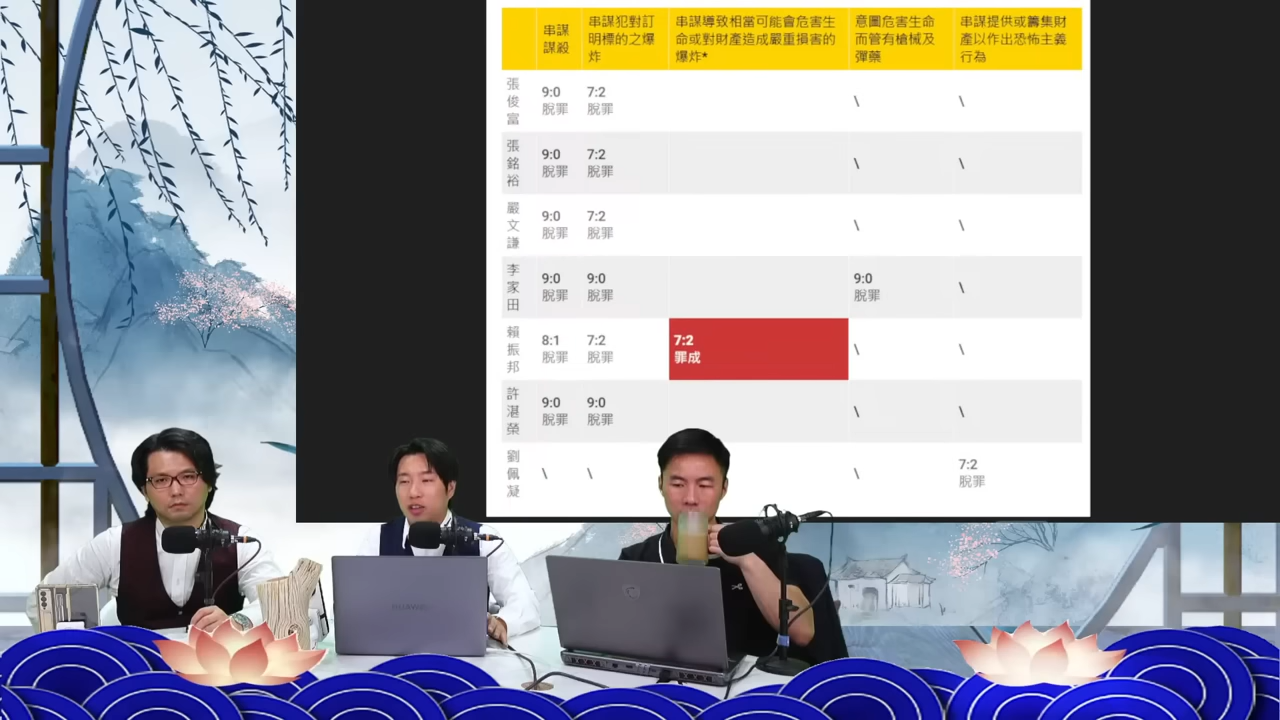 串謀
謀殺
串謀犯對訂
明標的之爆
炸
串謀導致相當可能會危害生
命或對財產造成嚴重損害的
爆炸*
意圖危害生命
而管有槍械及
彈藥
串謀提供或籌集財
產以作出恐怖主義
行為
張
俊
富
9:0
脫罪
7:2
脫罪
\
\
張
銘
裕
9:0
脫罪
7:2
脫罪
\
\
嚴
文
謙
9:0
脫罪
7:2
脫罪
\
\
李
家
田
9:0
脫罪
9:0
脫罪
9:0
脫罪
\
賴
振
邦
8:1
脫罪
7:2
脫罪
7:2
罪成
\
\
許
湛
榮
9:0
脫罪
9:0
脫罪
\
\
劉
佩
凝
\
\
\
7:2
脫罪